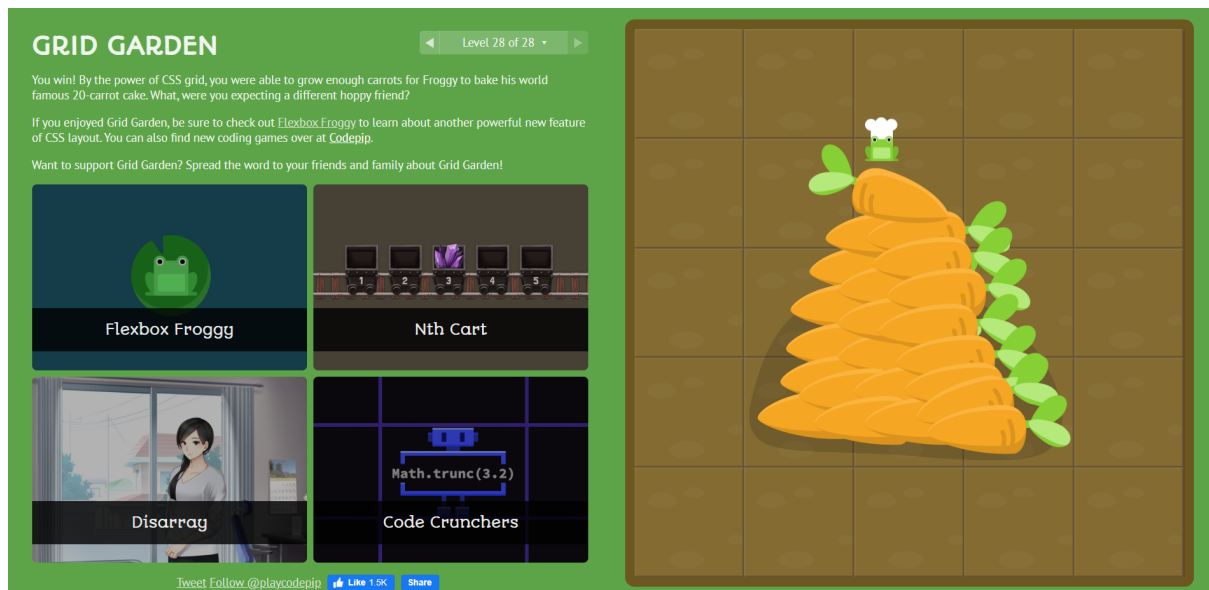 GRID GARDEN
Level 28 of 28
You win! By the power of CSS grid, you were able to grow enough carrots for Froggy to bake his world
famous 20-carrot cake. What, were you expecting a different hoppy friend?
If you enjoyed Grid Garden, be sure to check out Flexbox Froggy to learn about another powerful new feature
of CSS layout. You can also find new coding games over at Codepip.
Want to support Grid Garden? Spread the word to your friends and family about Grid Garden!
Flexbox Froggy
1 2 3 4 5
Nth Cart
Disarray
Math.trunc(3.2)
Code Crunchers
Tweet Follow @playcodepip Like 1.5K Share